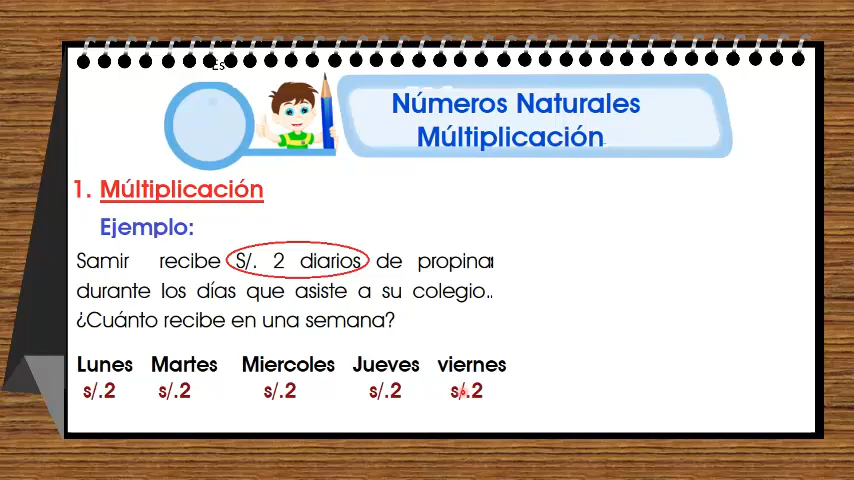 Es
Números Naturales
Múltiplicación
1. Múltiplicación
Ejemplo:
Samir recibe S/. 2 diarios de propina
durante los días que asiste a su colegio..
¿Cuánto recibe en una semana?
Lunes Martes Miercoles Jueves viernes
s/.2 s/.2 s/.2 s/.2 s/.2